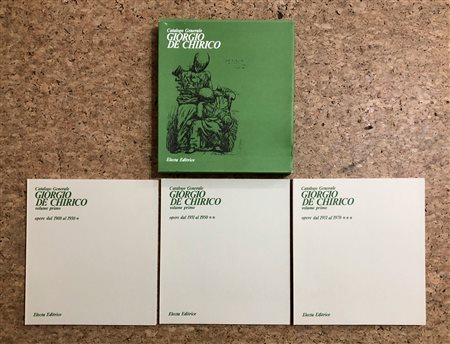 Catalogo Generale
GIORGIO
DE CHIRICO
Electa Editrice
Catalogo Generale
GIORGIO
DE CHIRICO
volume primo
opere dal 1908 al 1930 *
Electa Editrice
Catalogo Generale
GIORGIO
DE CHIRICO
volume primo
opere dal 1931 al 1950 * *
Electa Editrice
Catalogo Generale
GIORGIO
DE CHIRICO
volume primo
opere dal 1951 al 1970 * * *
Electa Editrice